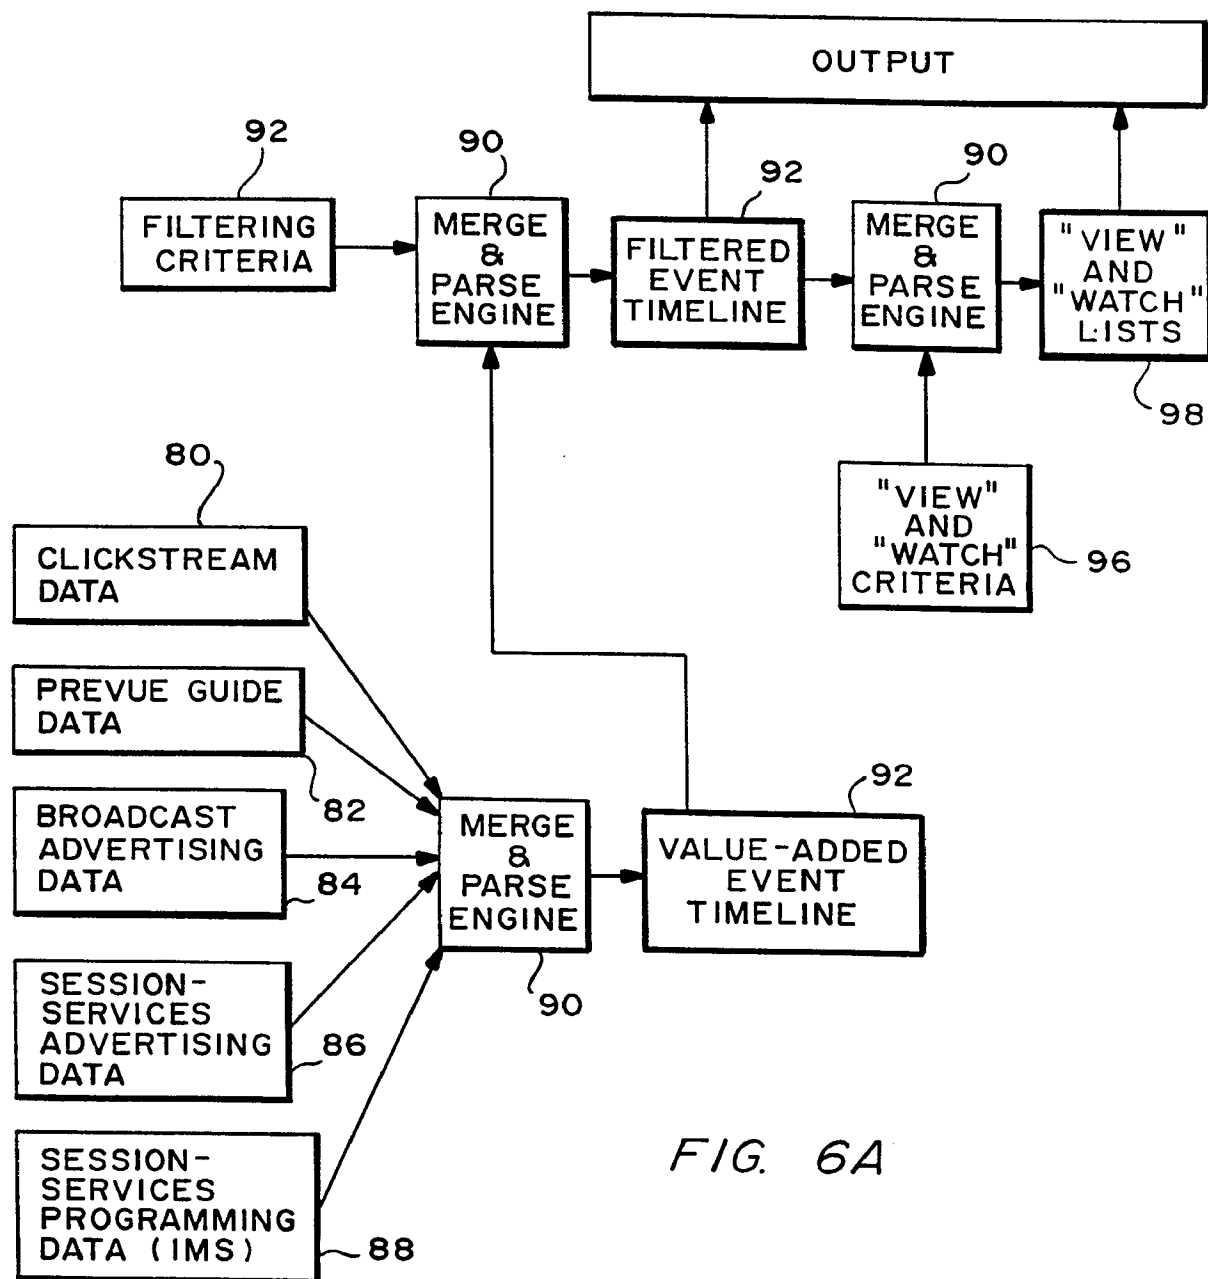 OUTPUT
92
FILTERING
CRITERIA
90
MERGE
&
PARSE
ENGINE
92
FILTERED
EVENT
TIMELINE
90
MERGE
&
PARSE
ENGINE
"VIEW"
AND
"WATCH"
LISTS
98
"VIEW"
AND
"WATCH"
CRITERIA
96
80
CLICKSTREAM
DATA
PREVUE GUIDE
DATA
82
BROADCAST
ADVERTISING
DATA
84
SESSION-
SERVICES
ADVERTISING
DATA
86
SESSION-
SERVICES
PROGRAMMING
DATA (IMS)
88
MERGE
&
PARSE
ENGINE
90
92
VALUE-ADDED
EVENT
TIMELINE
FIG. 6A